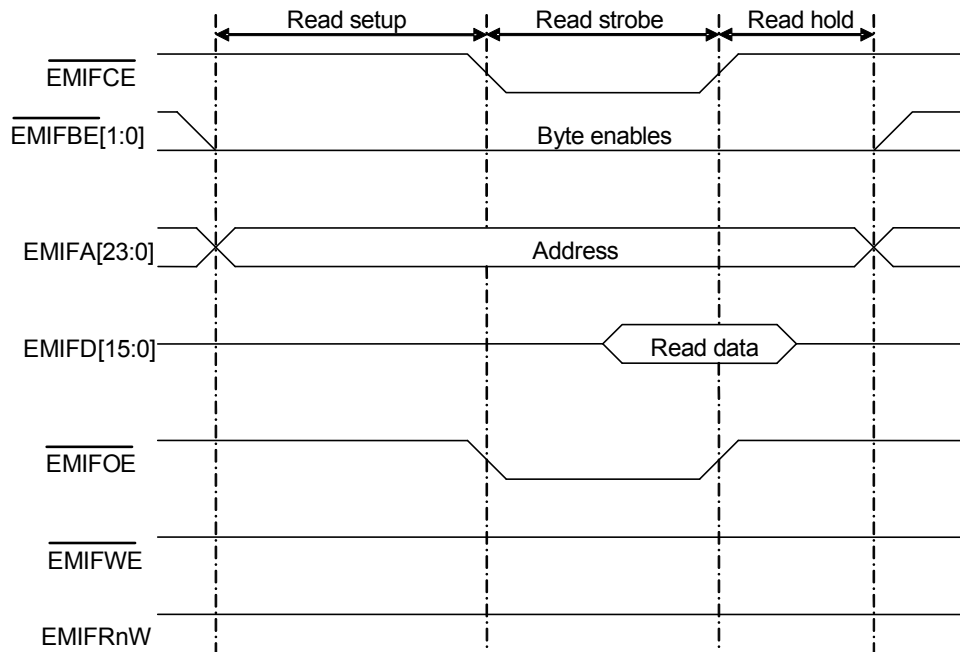 Read setup Read strobe Read hold
EMIFCE
EMIFBE[1:0] Byte enables
EMIFA[23:0] Address
EMIFD[15:0] Read data
EMIFOE
EMIFWE
EMIFRnW